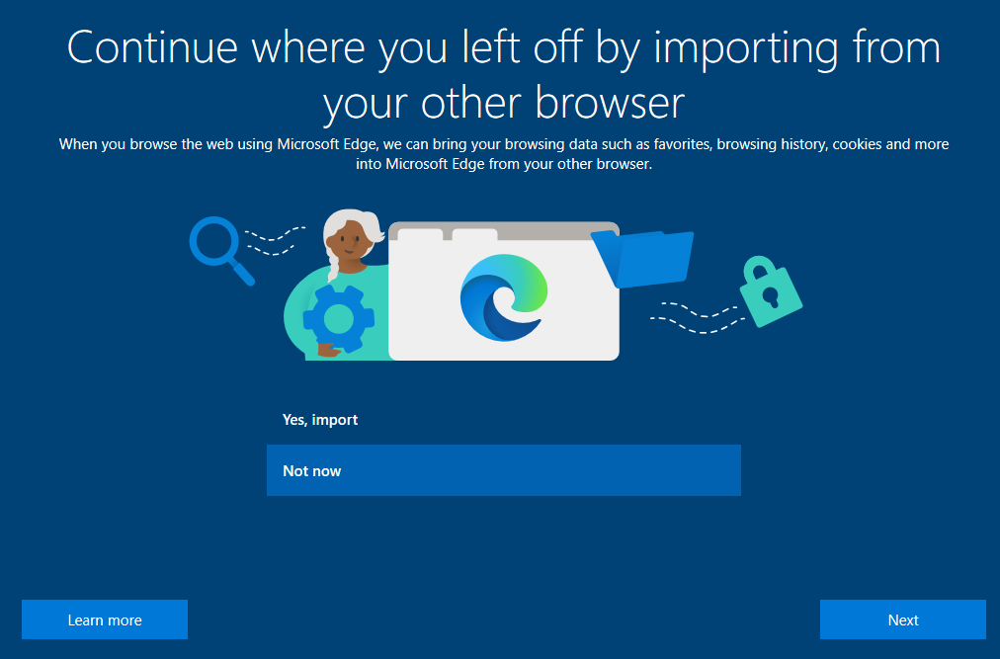 Continue where you left off by importing from
your other browser
When you browse the web using Microsoft Edge, we can bring your browsing data such as favorites, browsing history, cookies and more
into Microsoft Edge from your other browser.
Yes, import
Not now
Learn more
Next